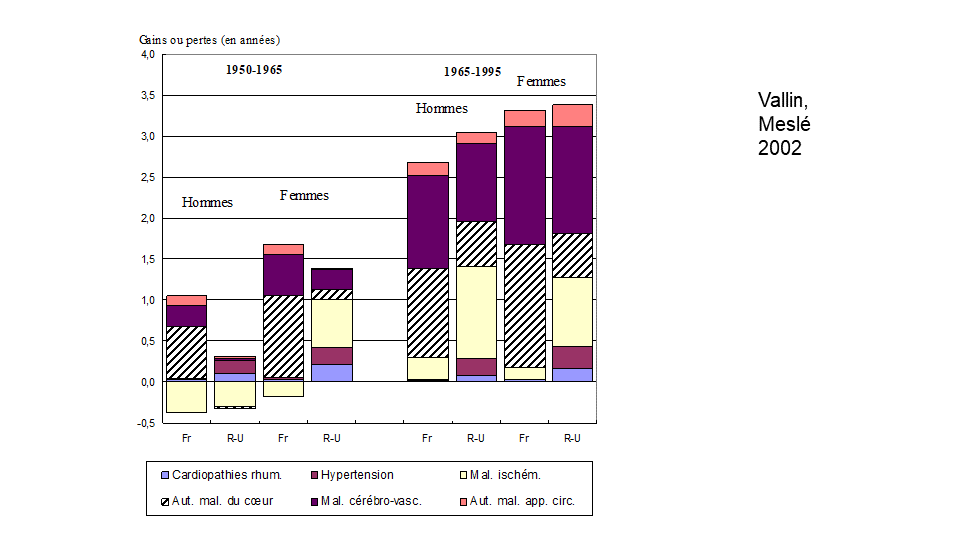 Gains ou pertes (en années)
4,0
3,5
3,0
2,5
2,0
1,5
1,0
0,5
0,0
-0,5
1950-1965
1965-1995
Hommes
Femmes
Hommes
Femmes
Fr R-U Fr R-U Fr R-U Fr R-U
Cardiopathies rhum. Hypertension Mal. ischém.
Aut. mal. du cœur Mal. cérébro-vasc. Aut. mal. app. circ.
Vallin,
Meslé
2002